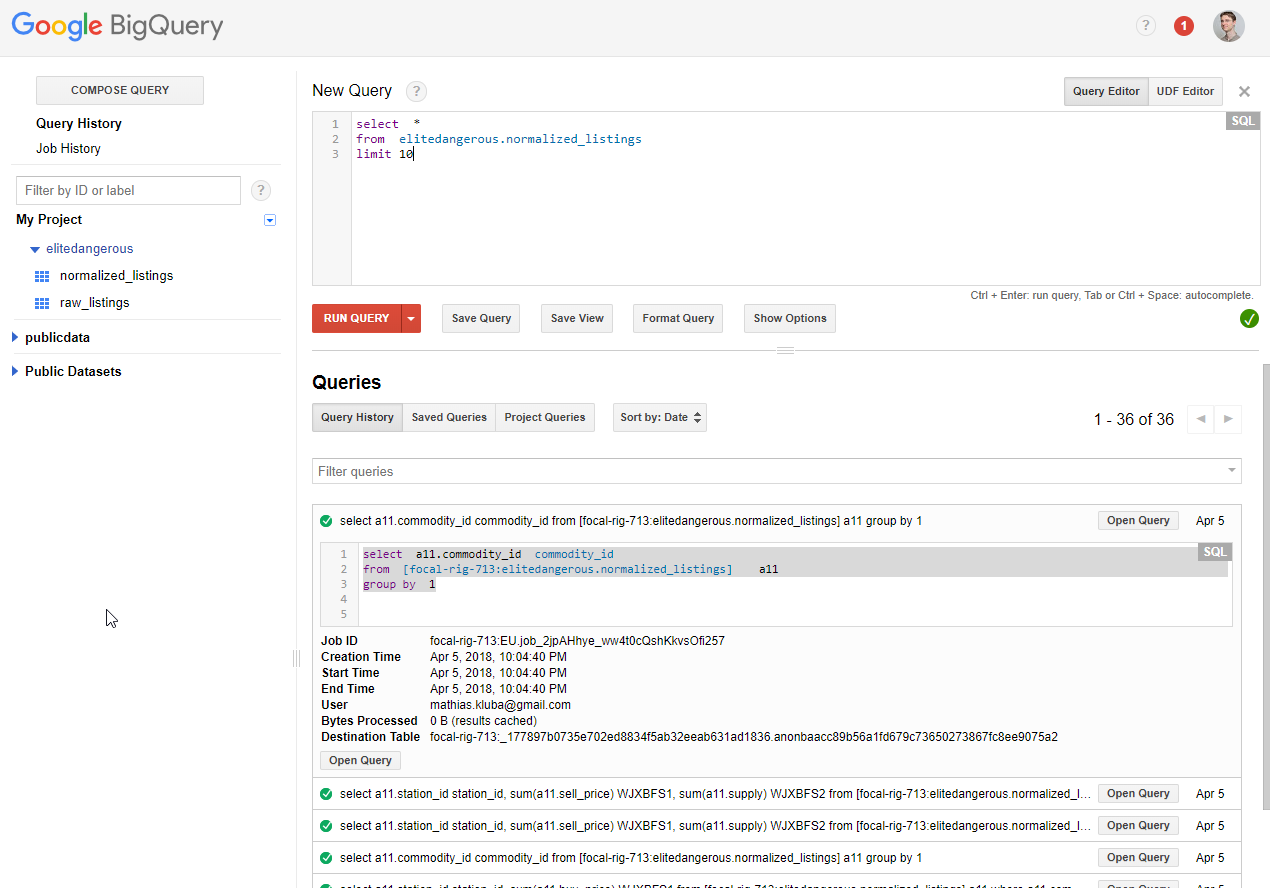 Google BigQuery
? 1
COMPOSE QUERY
Query History
Job History
Filter by ID or label ?
My Project
elitedangerous
normalized_listings
raw_listings
publicdata
Public Datasets
New Query ? Query Editor UDF Editor
SQL
1 select *
2 from elitedangerous.normalized_listings
3 limit 10
Ctrl + Enter: run query, Tab or Ctrl + Space: autocomplete.
RUN QUERY Save Query Save View Format Query Show Options
Queries
Query History Saved Queries Project Queries Sort by: Date 1 - 36 of 36
Filter queries
select a11.commodity_id commodity_id from [focal-rig-713:elitedangerous.normalized_listings] a11 group by 1 Open Query Apr 5
SQL
1 select a11.commodity_id commodity_id
2 from [focal-rig-713:elitedangerous.normalized_listings] a11
3 group by 1
4
5
Job ID focal-rig-713:EU.job_2jpAHhye_ww4t0cQshKkvsOfi257
Creation Time Apr 5, 2018, 10:04:40 PM
Start Time Apr 5, 2018, 10:04:40 PM
End Time Apr 5, 2018, 10:04:40 PM
User mathias.kluba@gmail.com
Bytes Processed 0 B (results cached)
Destination Table focal-rig-713:_177897b0735e702ed8834f5ab32eeab631ad1836.anonbaacc89b56a1fd679c73650273867fc8ee9075a2
Open Query
select a11.station_id station_id, sum(a11.sell_price) WJXBFS1, sum(a11.supply) WJXBFS2 from [focal-rig-713:elitedangerous.normalized_l... Open Query Apr 5
select a11.station_id station_id, sum(a11.sell_price) WJXBFS1, sum(a11.supply) WJXBFS2 from [focal-rig-713:elitedangerous.normalized_l... Open Query Apr 5
select a11.commodity_id commodity_id from [focal-rig-713:elitedangerous.normalized_listings] a11 group by 1 Open Query Apr 5